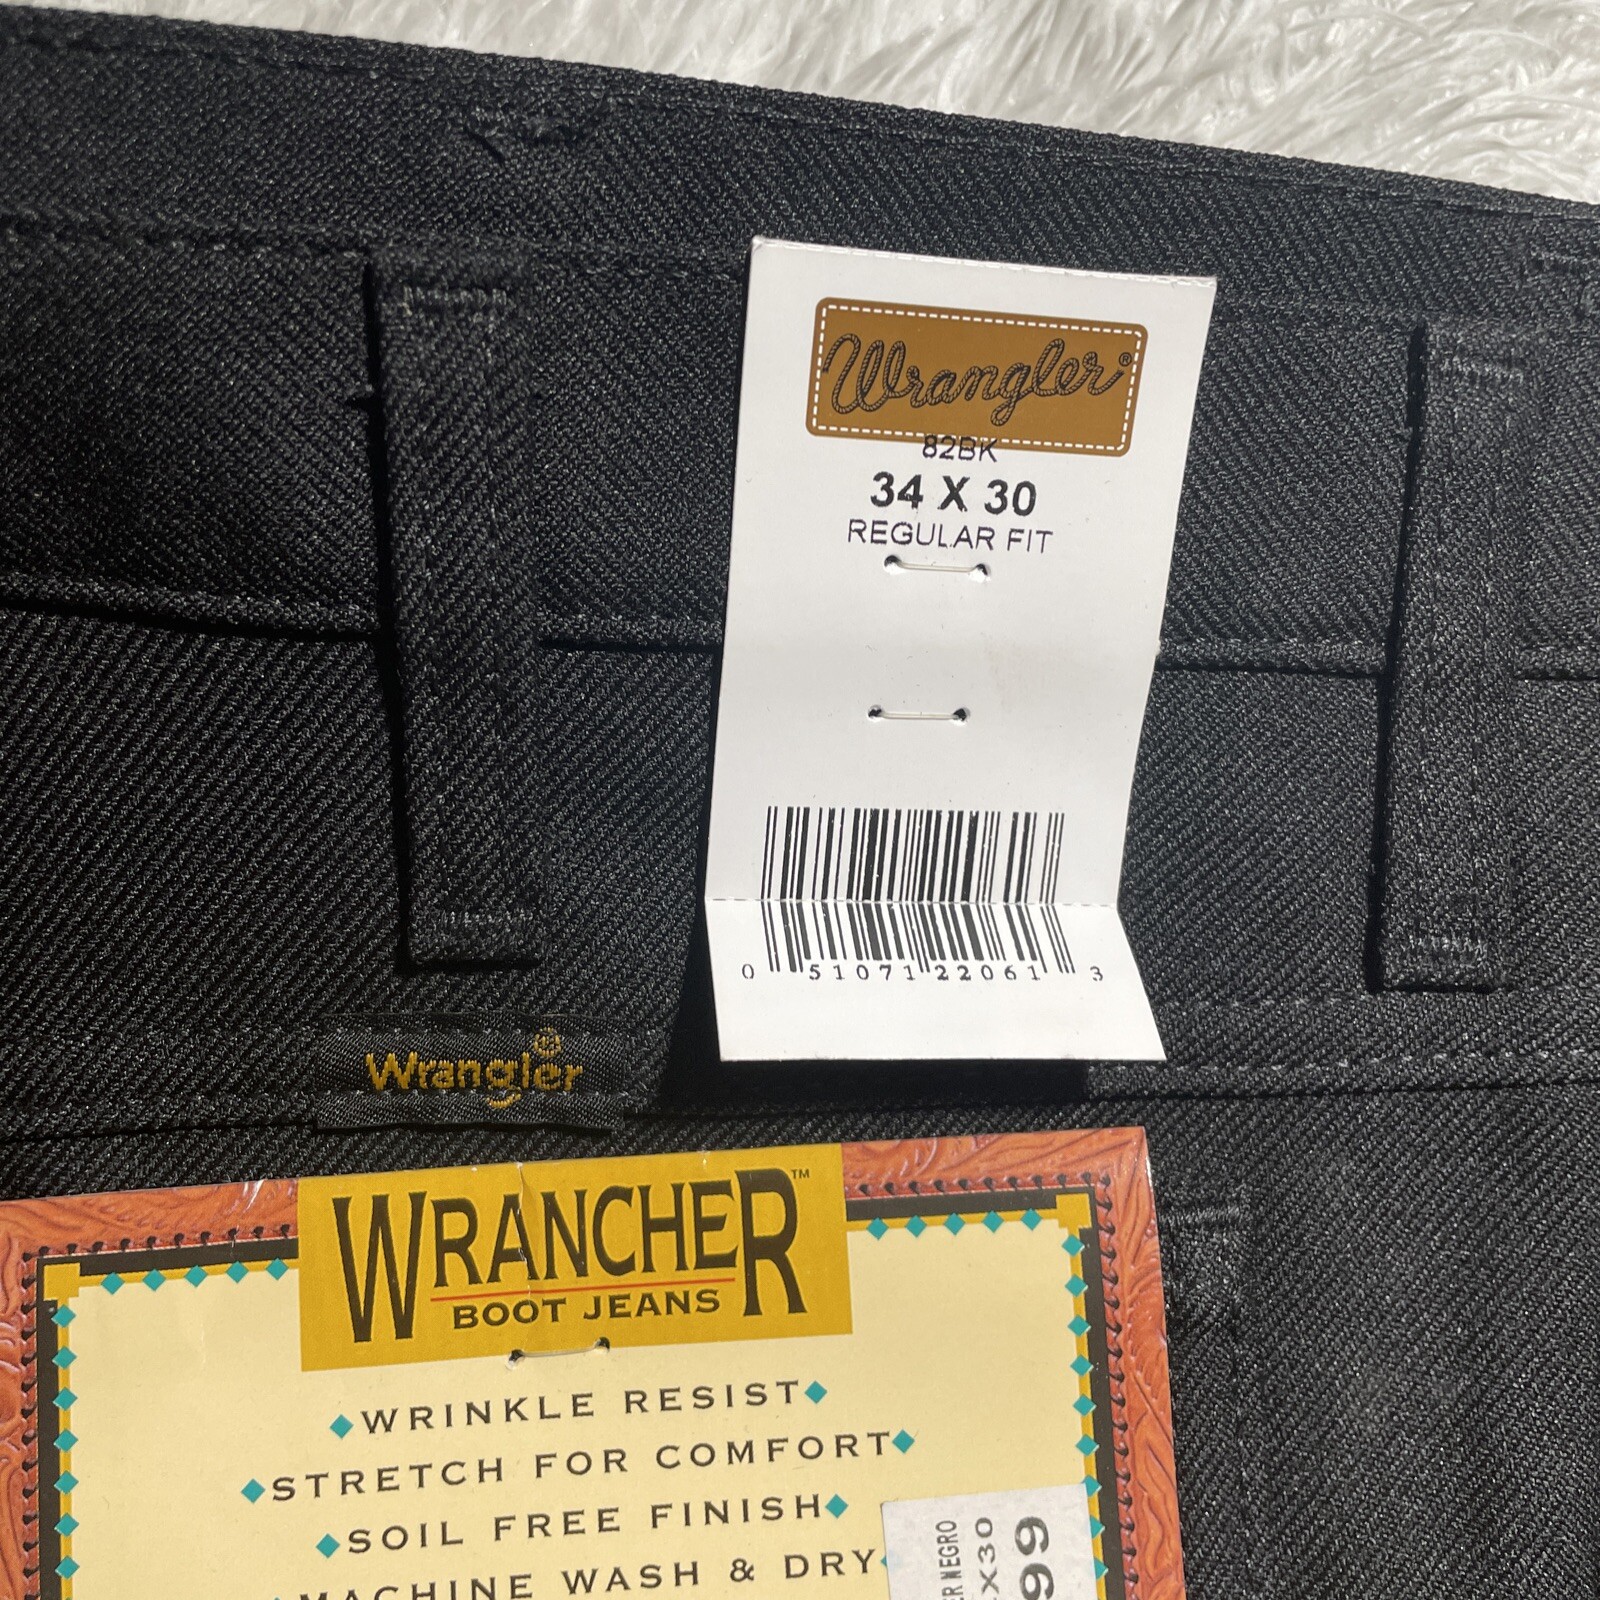 Wrangler®
82BK
34 X 30
REGULAR FIT
0 51071 22061 3
Wrangler®
WRANCHER™
BOOT JEANS
WRINKLE RESIST
STRETCH FOR COMFORT
SOIL FREE FINISH
MACHINE WASH & DRY
NEGRO
X30
99